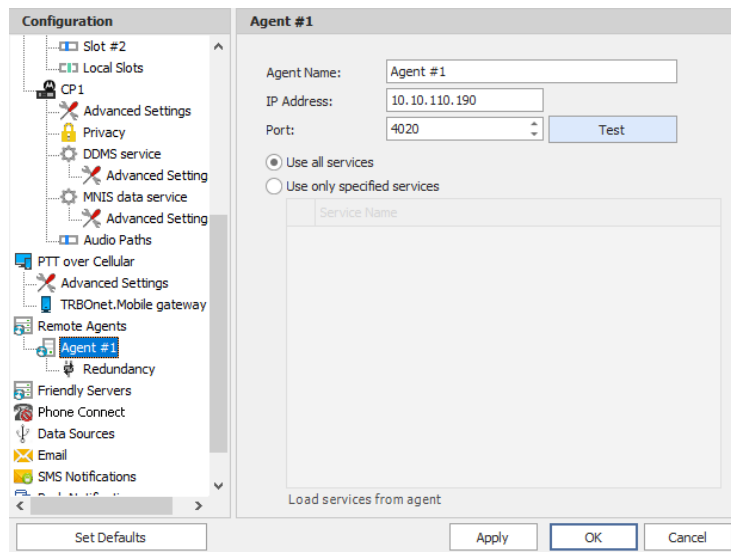 Configuration
Slot #2
Local Slots
CP1
Advanced Settings
Privacy
DDMS service
Advanced Setting
MNIS data service
Advanced Setting
Audio Paths
PTT over Cellular
Advanced Settings
TRBOnet.Mobile gateway
Remote Agents
Agent #1
Redundancy
Friendly Servers
Phone Connect
Data Sources
Email
SMS Notifications
Set Defaults
Agent #1
Agent Name: Agent #1
IP Address: 10.10.110.190
Port: 4020 Test
Use all services
Use only specified services
Service Name
Load services from agent
Apply OK Cancel